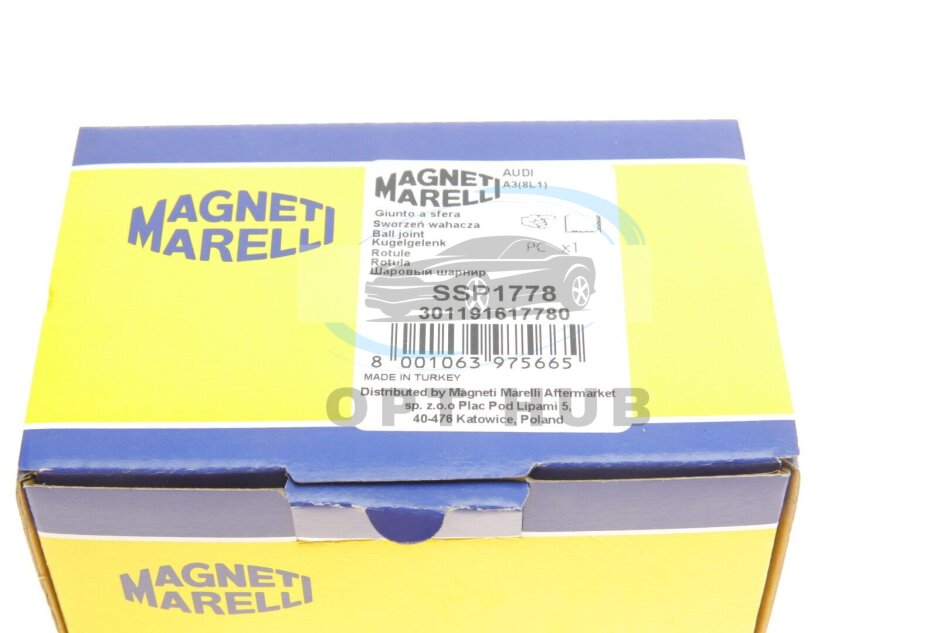 MAGNETI
MARELLI
MAGNETI
MARELLI
AUDI
A3(8L1)
Giunto a sfera
Sworzeń wahacza
Ball joint
Kugelgelenk
Rotule
Rotula
Шаровый шарнир
PC x1
SSP1778
301191617780
8 001063 975665
MADE IN TURKEY
Distributed by Magneti Marelli Aftermarket
sp. z.o.o Plac Pod Lipami 5,
40-476 Katowice, Poland
OPT HUB
MAGNETI
MARELLI